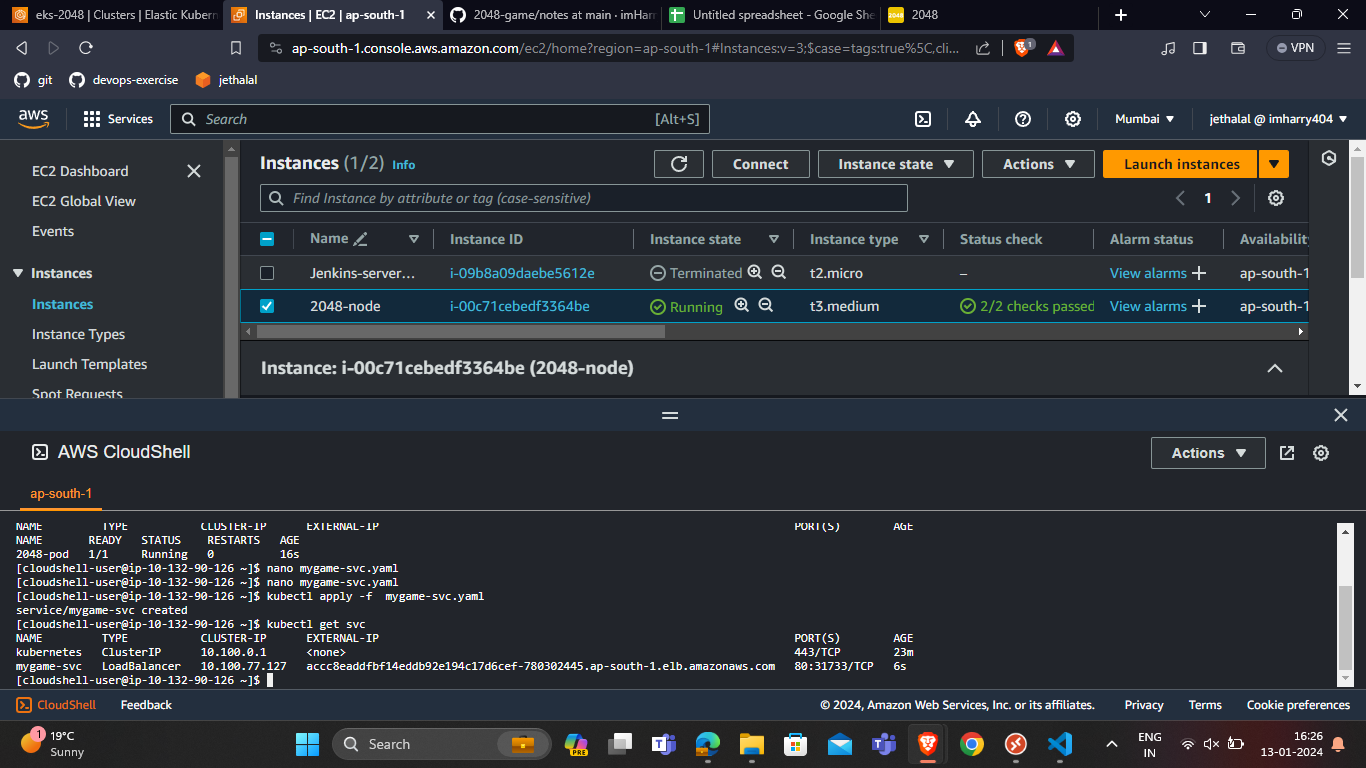 eks-2048 | Clusters | Elastic Kubern
Instances | EC2 | ap-south-1
2048-game/notes at main · imHarr
Untitled spreadsheet - Google She
2048
ap-south-1.console.aws.amazon.com/ec2/home?region=ap-south-1#Instances:v=3;$case=tags:true%5C,cli...
1
VPN
git
devops-exercise
jethalal
aws
Services
Search
[Alt+S]
Mumbai
jethalal @ imharry404
EC2 Dashboard
EC2 Global View
Events
Instances
Instances
Instance Types
Launch Templates
Spot Requests
Instances (1/2) Info
Connect
Instance state
Actions
Launch instances
Find Instance by attribute or tag (case-sensitive)
1
Name Instance ID Instance state Instance type Status check Alarm status Availability
Jenkins-server... i-09b8a09daebe5612e Terminated t2.micro – View alarms ap-south-1
2048-node i-00c71cebedf3364be Running t3.medium 2/2 checks passed View alarms ap-south-1
Instance: i-00c71cebedf3364be (2048-node)
AWS CloudShell
Actions
ap-south-1
NAME TYPE CLUSTER-IP EXTERNAL-IP PORT(S) AGE
NAME READY STATUS RESTARTS AGE
2048-pod 1/1 Running 0 16s
[cloudshell-user@ip-10-132-90-126 ~]$ nano mygame-svc.yaml
[cloudshell-user@ip-10-132-90-126 ~]$ nano mygame-svc.yaml
[cloudshell-user@ip-10-132-90-126 ~]$ kubectl apply -f  mygame-svc.yaml
service/mygame-svc created
[cloudshell-user@ip-10-132-90-126 ~]$ kubectl get svc
NAME TYPE CLUSTER-IP EXTERNAL-IP PORT(S) AGE
kubernetes ClusterIP 10.100.0.1 <none> 443/TCP 23m
mygame-svc LoadBalancer 10.100.77.127 accc8eaddfbf14eddb92e194c17d6cef-780302445.ap-south-1.elb.amazonaws.com 80:31733/TCP 6s
[cloudshell-user@ip-10-132-90-126 ~]$
CloudShell
Feedback
© 2024, Amazon Web Services, Inc. or its affiliates.
Privacy
Terms
Cookie preferences
1
19°C
Sunny
Search
PRE
ENG
IN
16:26
13-01-2024